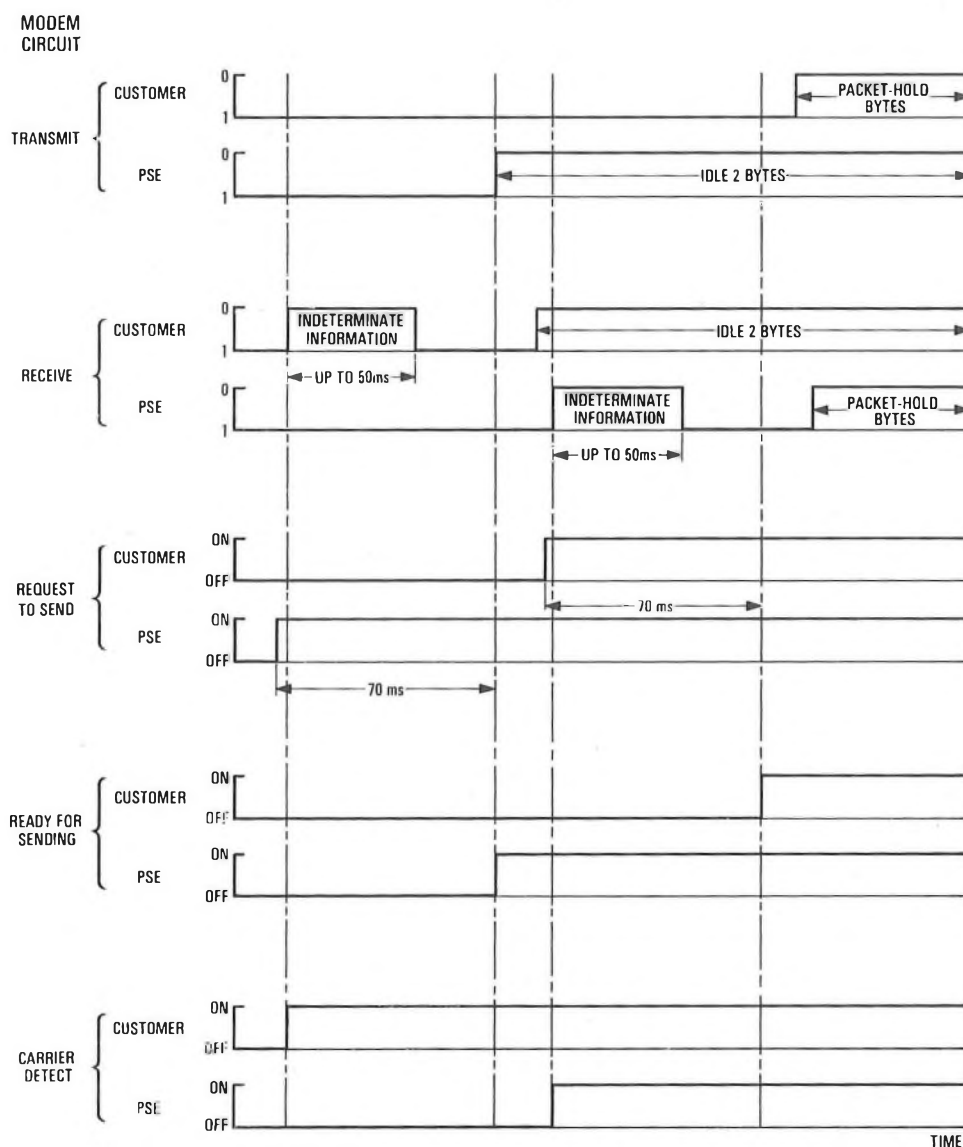 MODEM
CIRCUIT
TRANSMIT
CUSTOMER
0
1
PACKET-HOLD
BYTES
PSE
0
1
IDLE 2 BYTES
RECEIVE
CUSTOMER
0
1
INDETERMINATE
INFORMATION
UP TO 50ms
IDLE 2 BYTES
PSE
0
1
INDETERMINATE
INFORMATION
UP TO 50ms
PACKET-HOLD
BYTES
REQUEST
TO SEND
CUSTOMER
ON
OFF
70 ms
PSE
ON
OFF
70 ms
READY FOR
SENDING
CUSTOMER
ON
OFF
PSE
ON
OFF
CARRIER
DETECT
CUSTOMER
ON
OFF
PSE
ON
OFF
TIME